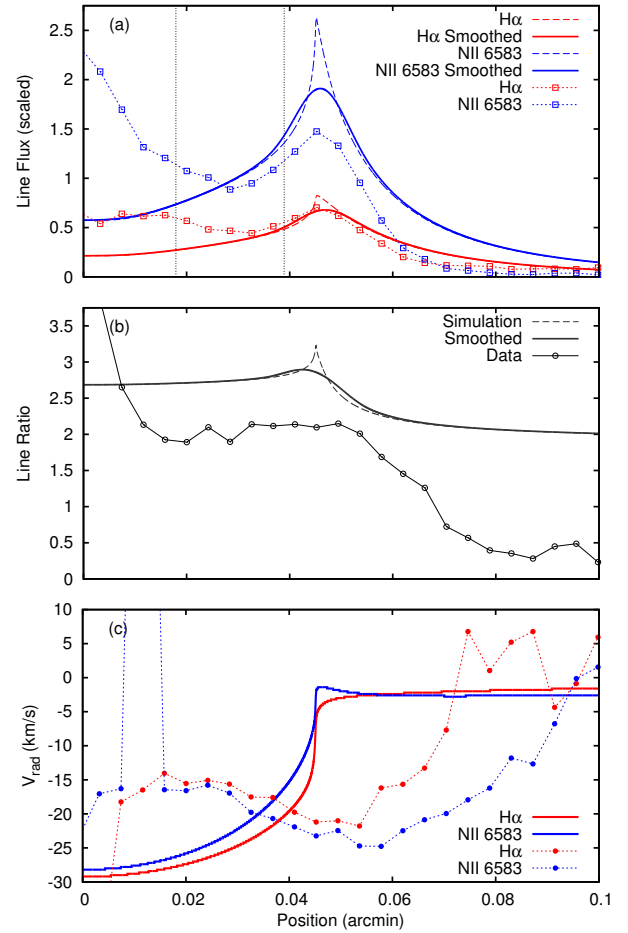 (a)
Hα
Hα Smoothed
NII 6583
NII 6583 Smoothed
Hα
NII 6583
Line Flux (scaled)
2.5
2
1.5
1
0.5
0
(b)
Simulation
Smoothed
Data
Line Ratio
3.5
3
2.5
2
1.5
1
0.5
0
(c)
Hα
NII 6583
Hα
NII 6583
V_rad (km/s)
10
5
0
-5
-10
-15
-20
-25
-30
0
0.02
0.04
0.06
0.08
0.1
Position (arcmin)